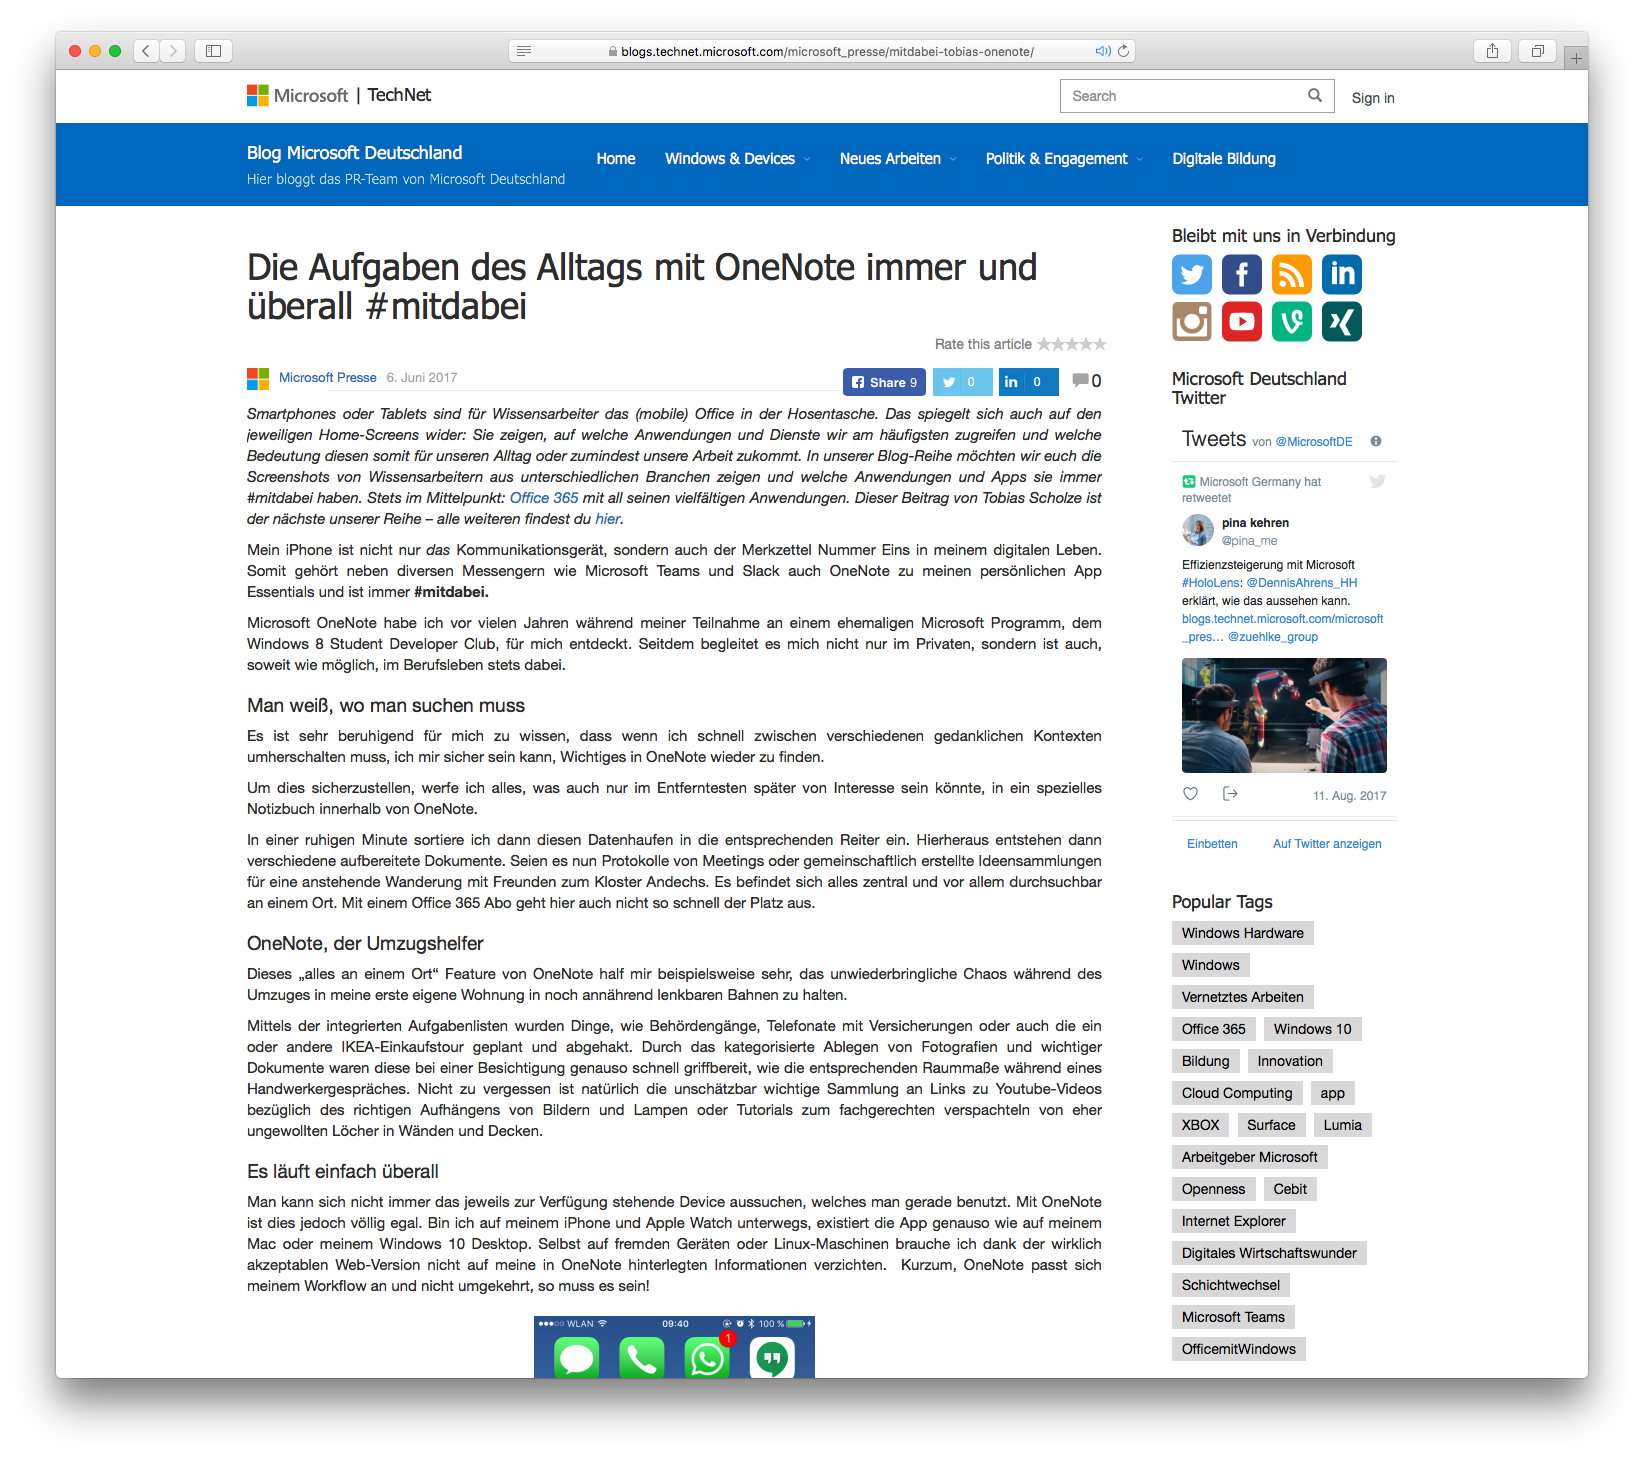 blogs.technet.microsoft.com/microsoft_presse/mitdabei-tobias-onenote/
Microsoft | TechNet
Search
Sign in
Blog Microsoft Deutschland
Hier bloggt das PR-Team von Microsoft Deutschland
Home
Windows & Devices
Neues Arbeiten
Politik & Engagement
Digitale Bildung
Die Aufgaben des Alltags mit OneNote immer und
überall #mitdabei
Rate this article
Microsoft Presse 6. Juni 2017
Share 9
0
in 0
0
Smartphones oder Tablets sind für Wissensarbeiter das (mobile) Office in der Hosentasche. Das spiegelt sich auch auf den
jeweiligen Home-Screens wider: Sie zeigen, auf welche Anwendungen und Dienste wir am häufigsten zugreifen und welche
Bedeutung diesen somit für unseren Alltag oder zumindest unsere Arbeit zukommt. In unserer Blog-Reihe möchten wir euch die
Screenshots von Wissensarbeitern aus unterschiedlichen Branchen zeigen und welche Anwendungen und Apps sie immer
#mitdabei haben. Stets im Mittelpunkt: Office 365 mit all seinen vielfältigen Anwendungen. Dieser Beitrag von Tobias Scholze ist
der nächste unserer Reihe – alle weiteren findest du hier.
Mein iPhone ist nicht nur das Kommunikationsgerät, sondern auch der Merkzettel Nummer Eins in meinem digitalen Leben.
Somit gehört neben diversen Messengern wie Microsoft Teams und Slack auch OneNote zu meinen persönlichen App
Essentials und ist immer #mitdabei.
Microsoft OneNote habe ich vor vielen Jahren während meiner Teilnahme an einem ehemaligen Microsoft Programm, dem
Windows 8 Student Developer Club, für mich entdeckt. Seitdem begleitet es mich nicht nur im Privaten, sondern ist auch,
soweit wie möglich, im Berufsleben stets dabei.
Man weiß, wo man suchen muss
Es ist sehr beruhigend für mich zu wissen, dass wenn ich schnell zwischen verschiedenen gedanklichen Kontexten
umherschalten muss, ich mir sicher sein kann, Wichtiges in OneNote wieder zu finden.
Um dies sicherzustellen, werfe ich alles, was auch nur im Entferntesten später von Interesse sein könnte, in ein spezielles
Notizbuch innerhalb von OneNote.
In einer ruhigen Minute sortiere ich dann diesen Datenhaufen in die entsprechenden Reiter ein. Hierheraus entstehen dann
verschiedene aufbereitete Dokumente. Seien es nun Protokolle von Meetings oder gemeinschaftlich erstellte Ideensammlungen
für eine anstehende Wanderung mit Freunden zum Kloster Andechs. Es befindet sich alles zentral und vor allem durchsuchbar
an einem Ort. Mit einem Office 365 Abo geht hier auch nicht so schnell der Platz aus.
OneNote, der Umzugshelfer
Dieses „alles an einem Ort“ Feature von OneNote half mir beispielsweise sehr, das unwiederbringliche Chaos während des
Umzuges in meine erste eigene Wohnung in noch annährend lenkbaren Bahnen zu halten.
Mittels der integrierten Aufgabenlisten wurden Dinge, wie Behördengänge, Telefonate mit Versicherungen oder auch die ein
oder andere IKEA-Einkaufstour geplant und abgehakt. Durch das kategorisierte Ablegen von Fotografien und wichtiger
Dokumente waren diese bei einer Besichtigung genauso schnell griffbereit, wie die entsprechenden Raummaße während eines
Handwerkergespräches. Nicht zu vergessen ist natürlich die unschätzbar wichtige Sammlung an Links zu Youtube-Videos
bezüglich des richtigen Aufhängens von Bildern und Lampen oder Tutorials zum fachgerechten verspachteln von eher
ungewollten Löcher in Wänden und Decken.
Es läuft einfach überall
Man kann sich nicht immer das jeweils zur Verfügung stehende Device aussuchen, welches man gerade benutzt. Mit OneNote
ist dies jedoch völlig egal. Bin ich auf meinem iPhone und Apple Watch unterwegs, existiert die App genauso wie auf meinem
Mac oder meinem Windows 10 Desktop. Selbst auf fremden Geräten oder Linux-Maschinen brauche ich dank der wirklich
akzeptablen Web-Version nicht auf meine in OneNote hinterlegten Informationen verzichten. Kurzum, OneNote passt sich
meinem Workflow an und nicht umgekehrt, so muss es sein!
WLAN 09:40 100 %
1
Bleibt mit uns in Verbindung
Microsoft Deutschland
Twitter
Tweets von @MicrosoftDE
Microsoft Germany hat
retweetet
pina kehren
@pina_me
Effizienzsteigerung mit Microsoft
#HoloLens: @DennisAhrens_HH
erklärt, wie das aussehen kann.
blogs.technet.microsoft.com/microsoft
_pres… @zuehlke_group
11. Aug. 2017
Einbetten
Auf Twitter anzeigen
Popular Tags
Windows Hardware
Windows
Vernetztes Arbeiten
Office 365 Windows 10
Bildung Innovation
Cloud Computing app
XBOX Surface Lumia
Arbeitgeber Microsoft
Openness Cebit
Internet Explorer
Digitales Wirtschaftswunder
Schichtwechsel
Microsoft Teams
OfficemitWindows